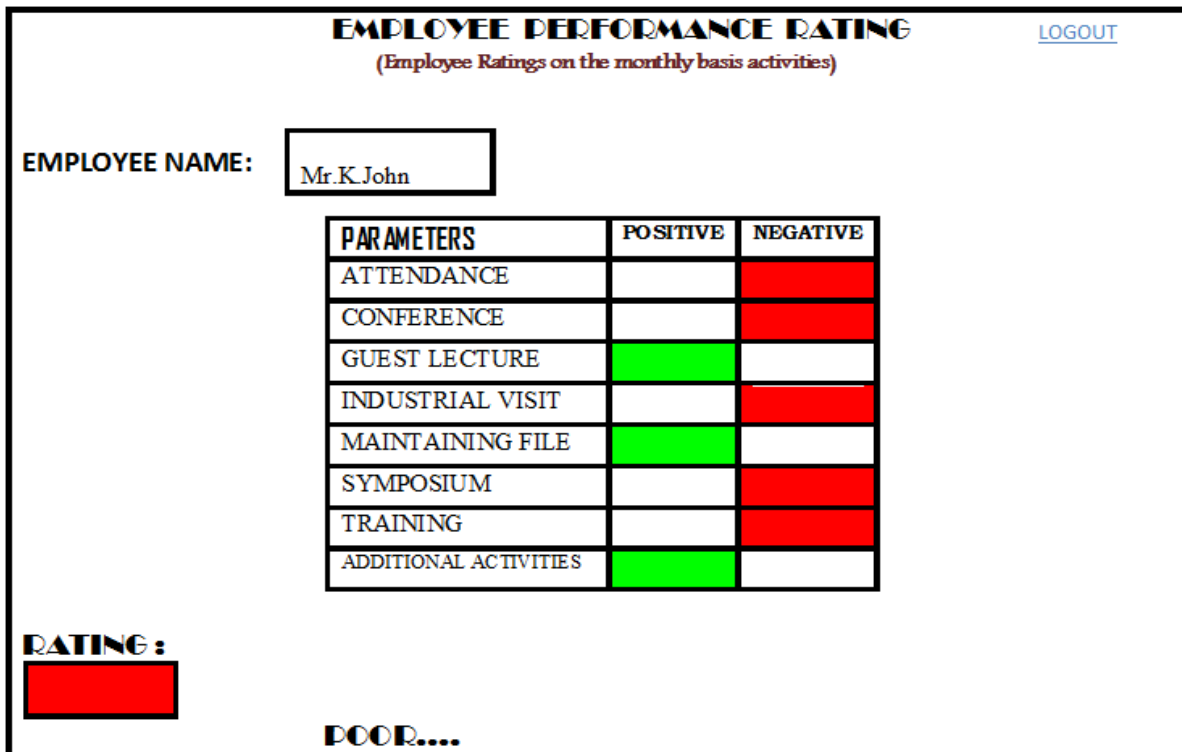 EMPLOYEE PERFORMANCE RATING
LOGOUT
(Employee Ratings on the monthly basis activities)
EMPLOYEE NAME:
Mr.K.John
PARAMETERS POSITIVE NEGATIVE
ATTENDANCE
CONFERENCE
GUEST LECTURE
INDUSTRIAL VISIT
MAINTAINING FILE
SYMPOSIUM
TRAINING
ADDITIONAL ACTIVITIES
RATING :
POOR....